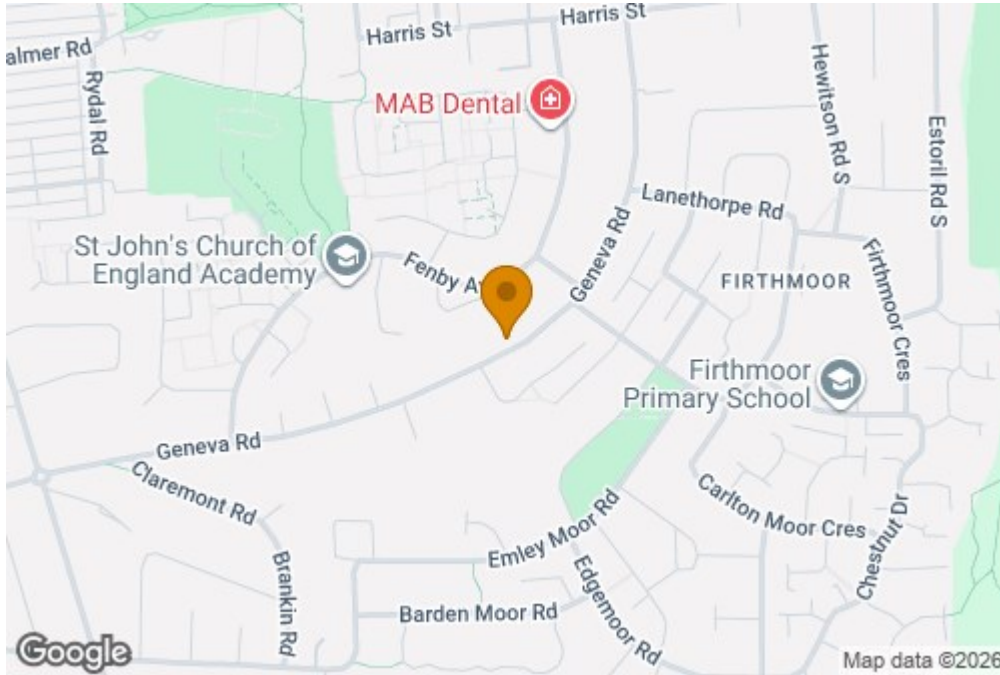 Harris St
Harris St
almer Rd
Rydal Rd
MAB Dental
Hewitson Rd S
Estoril Rd S
Lanethorpe Rd
St John's Church of
England Academy
Fenby A
Geneva Rd
FIRTHMOOR
Firthmoor Cres
Firthmoor
Primary School
Geneva Rd
Claremont Rd
Carlton Moor Cres
Chestnut Dr
Emley Moor Rd
Brankin Rd
Edgemoor Rd
Barden Moor Rd
Google
Map data ©2026